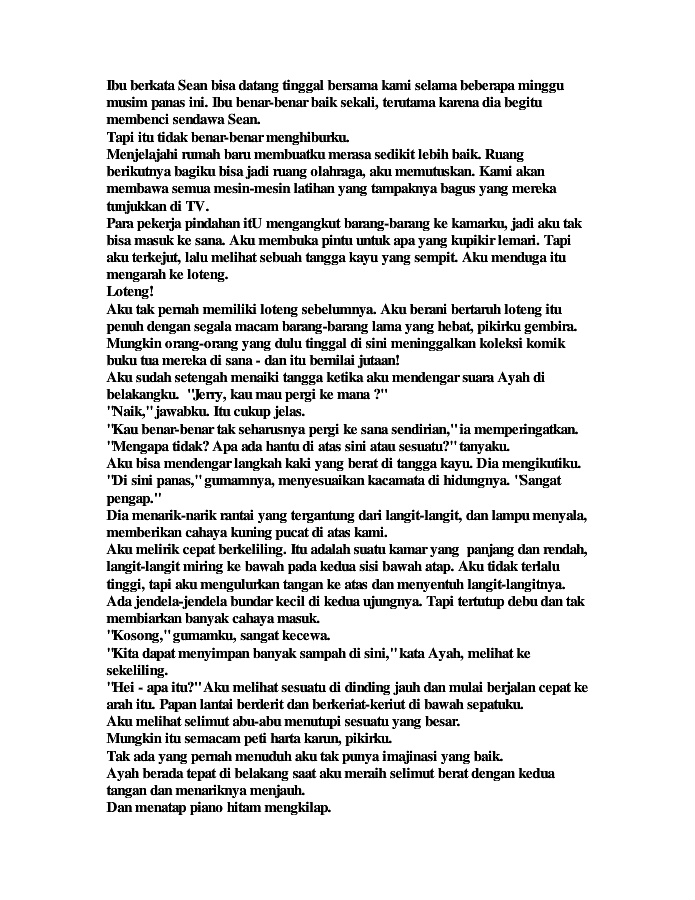 Ibu berkata Sean bisa datang tinggal bersama kami selama beberapa minggu
musim panas ini. Ibu benar-benar baik sekali, terutama karena dia begitu
membenci sendawa Sean.
Tapi itu tidak benar-benar menghiburku.
Menjelajahi rumah baru membuatku merasa sedikit lebih baik. Ruang
berikutnya bagiku bisa jadi ruang olahraga, aku memutuskan. Kami akan
membawa semua mesin-mesin latihan yang tampaknya bagus yang mereka
tunjukkan di TV.
Para pekerja pindahan itU mengangkut barang-barang ke kamarku, jadi aku tak
bisa masuk ke sana. Aku membuka pintu untuk apa yang kupikir lemari. Tapi
aku terkejut, lalu melihat sebuah tangga kayu yang sempit. Aku menduga itu
mengarah ke loteng.
Loteng!
Aku tak pernah memiliki loteng sebelumnya. Aku berani bertaruh loteng itu
penuh dengan segala macam barang-barang lama yang hebat, pikirku gembira.
Mungkin orang-orang yang dulu tinggal di sini meninggalkan koleksi komik
buku tua mereka di sana - dan itu bernilai jutaan!
Aku sudah setengah menaiki tangga ketika aku mendengar suara Ayah di
belakangku.  "Jerry, kau mau pergi ke mana ?"
"Naik," jawabku. Itu cukup jelas.
"Kau benar-benar tak seharusnya pergi ke sana sendirian," ia memperingatkan.
"Mengapa tidak? Apa ada hantu di atas sini atau sesuatu?" tanyaku.
Aku bisa mendengar langkah kaki yang berat di tangga kayu. Dia mengikutiku.
"Di sini panas," gumamnya, menyesuaikan kacamata di hidungnya. "Sangat
pengap."
Dia menarik-narik rantai yang tergantung dari langit-langit, dan lampu menyala,
memberikan cahaya kuning pucat di atas kami.
Aku melirik cepat berkeliling. Itu adalah suatu kamar yang  panjang dan rendah,
langit-langit miring ke bawah pada kedua sisi bawah atap. Aku tidak terlalu
tinggi, tapi aku mengulurkan tangan ke atas dan menyentuh langit-langitnya.
Ada jendela-jendela bundar kecil di kedua ujungnya. Tapi tertutup debu dan tak
membiarkan banyak cahaya masuk.
"Kosong," gumamku, sangat kecewa.
"Kita dapat menyimpan banyak sampah di sini," kata Ayah, melihat ke
sekeliling.
"Hei - apa itu?" Aku melihat sesuatu di dinding jauh dan mulai berjalan cepat ke
arah itu. Papan lantai berderit dan berkeriat-keriut di bawah sepatuku.
Aku melihat selimut abu-abu menutupi sesuatu yang besar.
Mungkin itu semacam peti harta karun, pikirku.
Tak ada yang pernah menuduh aku tak punya imajinasi yang baik.
Ayah berada tepat di belakang saat aku meraih selimut berat dengan kedua
tangan dan menariknya menjauh.
Dan menatap piano hitam mengkilap.